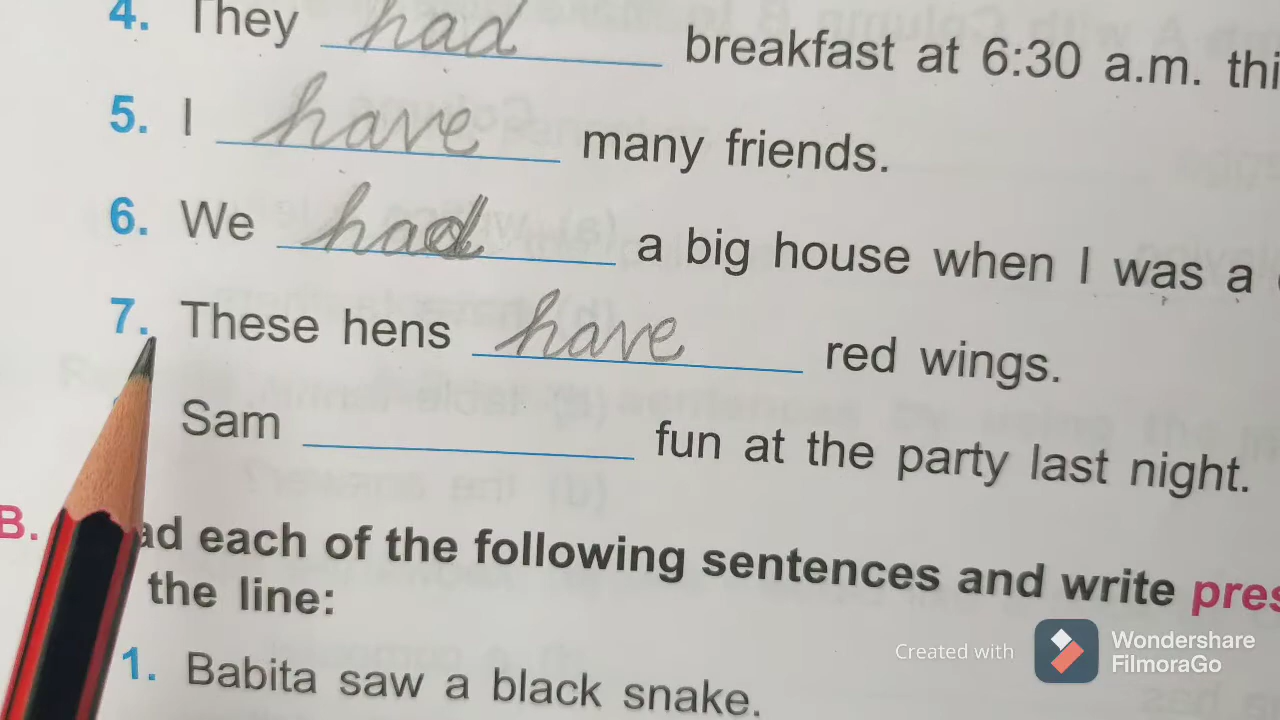 4. They had breakfast at 6:30 a.m. thi
5. I have many friends.
6. We had a big house when I was a
7. These hens have red wings.
Sam fun at the party last night.
B. ad each of the following sentences and write pres
the line:
Created with Wondershare FilmoraGo
1. Babita saw a black snake.